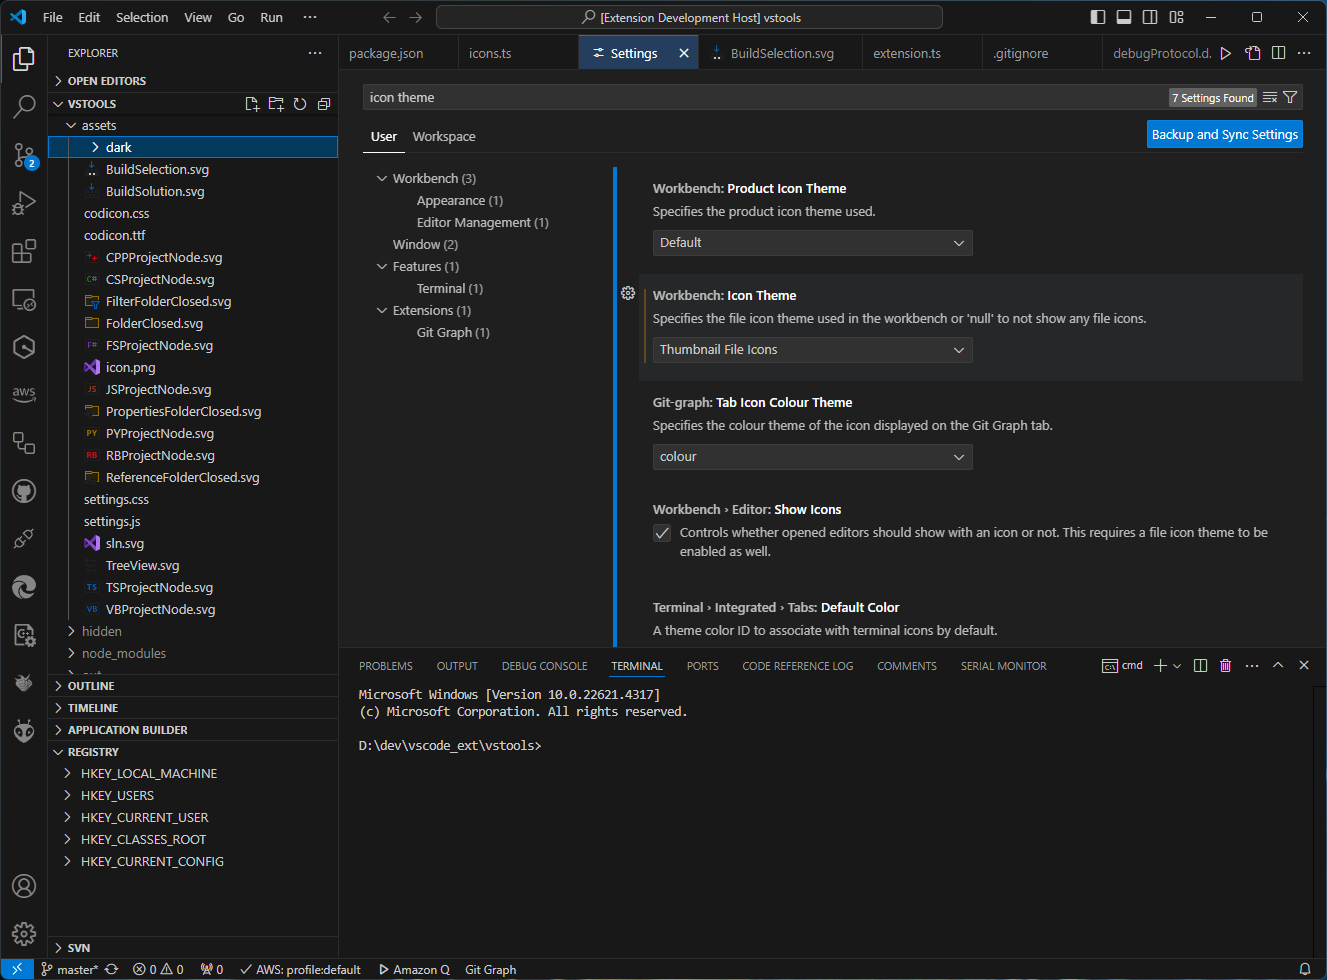 File Edit Selection View Go Run ···
[Extension Development Host] vstools
EXPLORER
OPEN EDITORS
VSTOOLS
assets
dark
BuildSelection.svg
BuildSolution.svg
codicon.css
codicon.ttf
CPPProjectNode.svg
C# CSProjectNode.svg
FilterFolderClosed.svg
FolderClosed.svg
F# FSProjectNode.svg
icon.png
JS JSProjectNode.svg
PropertiesFolderClosed.svg
PY PYProjectNode.svg
RB RBProjectNode.svg
ReferenceFolderClosed.svg
settings.css
settings.js
sln.svg
TreeView.svg
TS TSProjectNode.svg
VB VBProjectNode.svg
hidden
node_modules
OUTLINE
TIMELINE
APPLICATION BUILDER
REGISTRY
HKEY_LOCAL_MACHINE
HKEY_USERS
HKEY_CURRENT_USER
HKEY_CLASSES_ROOT
HKEY_CURRENT_CONFIG
SVN
2
aws
package.json icons.ts Settings BuildSelection.svg extension.ts .gitignore debugProtocol.d.
icon theme
7 Settings Found
User Workspace
Backup and Sync Settings
Workbench (3)
Appearance (1)
Editor Management (1)
Window (2)
Features (1)
Terminal (1)
Extensions (1)
Git Graph (1)
Workbench: Product Icon Theme
Specifies the product icon theme used.
Default
Workbench: Icon Theme
Specifies the file icon theme used in the workbench or 'null' to not show any file icons.
Thumbnail File Icons
Git-graph: Tab Icon Colour Theme
Specifies the colour theme of the icon displayed on the Git Graph tab.
colour
Workbench › Editor: Show Icons
Controls whether opened editors should show with an icon or not. This requires a file icon theme to be
enabled as well.
Terminal › Integrated › Tabs: Default Color
A theme color ID to associate with terminal icons by default.
PROBLEMS OUTPUT DEBUG CONSOLE TERMINAL PORTS CODE REFERENCE LOG COMMENTS SERIAL MONITOR
cmd
Microsoft Windows [Version 10.0.22621.4317]
(c) Microsoft Corporation. All rights reserved.
D:\dev\vscode_ext\vstools>
master* 0 0 0 AWS: profile:default Amazon Q Git Graph